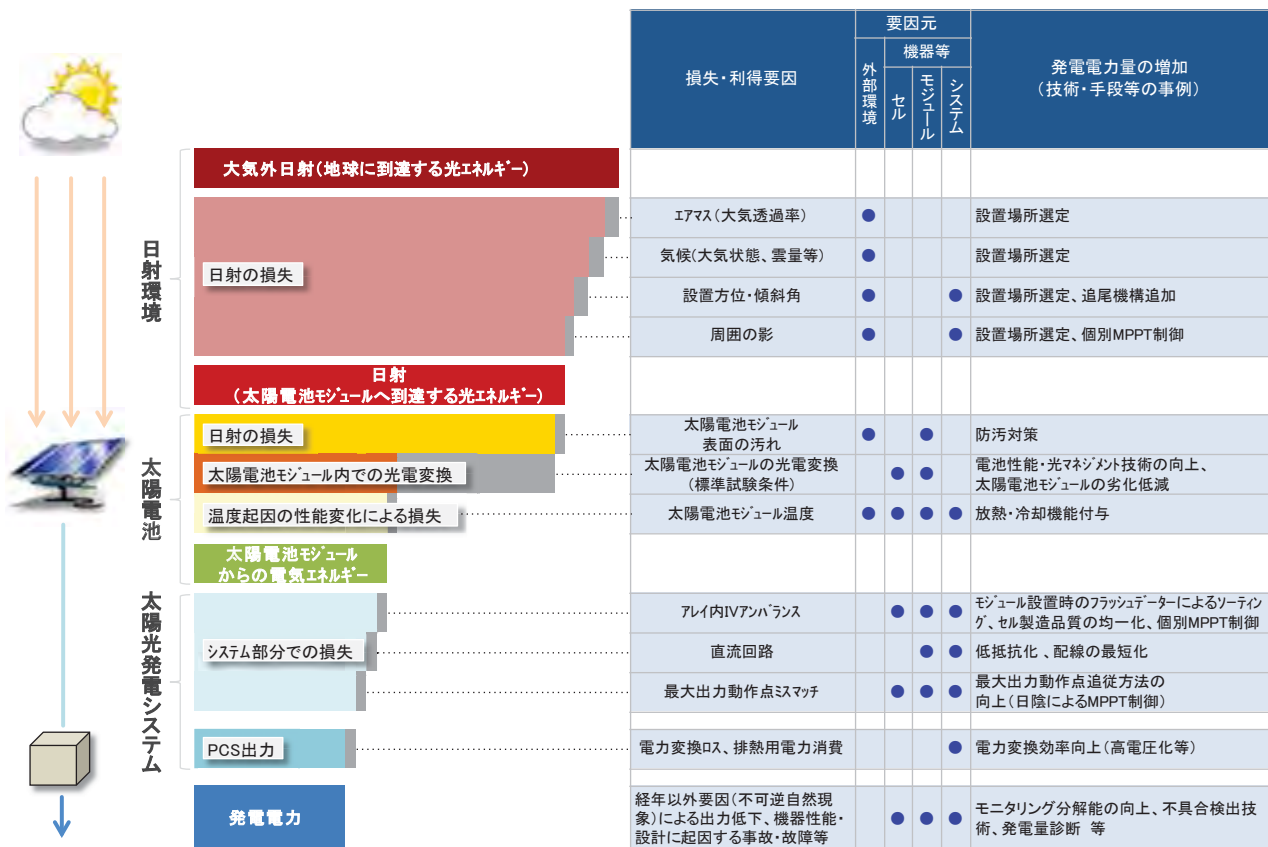 損失・利得要因
要因元
機器等
外部環境
セル
モジュール
システム
発電電力量の増加
(技術・手段等の事例)
日射環境
大気外日射(地球に到達する光エネルギー)
日射の損失
エアマス(大気透過率)
設置場所選定
気候(大気状態、雲量等)
設置場所選定
設置方位・傾斜角
設置場所選定、追尾機構追加
周囲の影
設置場所選定、個別MPPT制御
日射
(太陽電池モジュールへ到達する光エネルギー)
太陽電池
日射の損失
太陽電池モジュール
表面の汚れ
防汚対策
太陽電池モジュール内での光電変換
太陽電池モジュールの光電変換
(標準試験条件)
電池性能・光マネジメント技術の向上、
太陽電池モジュールの劣化低減
温度起因の性能変化による損失
太陽電池モジュール温度
放熱・冷却機能付与
太陽電池モジュール
からの電気エネルギー
太陽光発電システム
システム部分での損失
アレイ内IVアンバランス
モジュール設置時のフラッシュデーターによるソーティン
グ、セル製造品質の均一化、個別MPPT制御
直流回路
低抵抗化 、配線の最短化
最大出力動作点ミスマッチ
最大出力動作点追従方法の
向上(日陰によるMPPT制御)
PCS出力
電力変換ロス、排熱用電力消費
電力変換効率向上(高電圧化等)
発電電力
経年以外要因(不可逆自然現
象)による出力低下、機器性能・
設計に起因する事故・故障等
モニタリング分解能の向上、不具合検出技
術、発電量診断 等